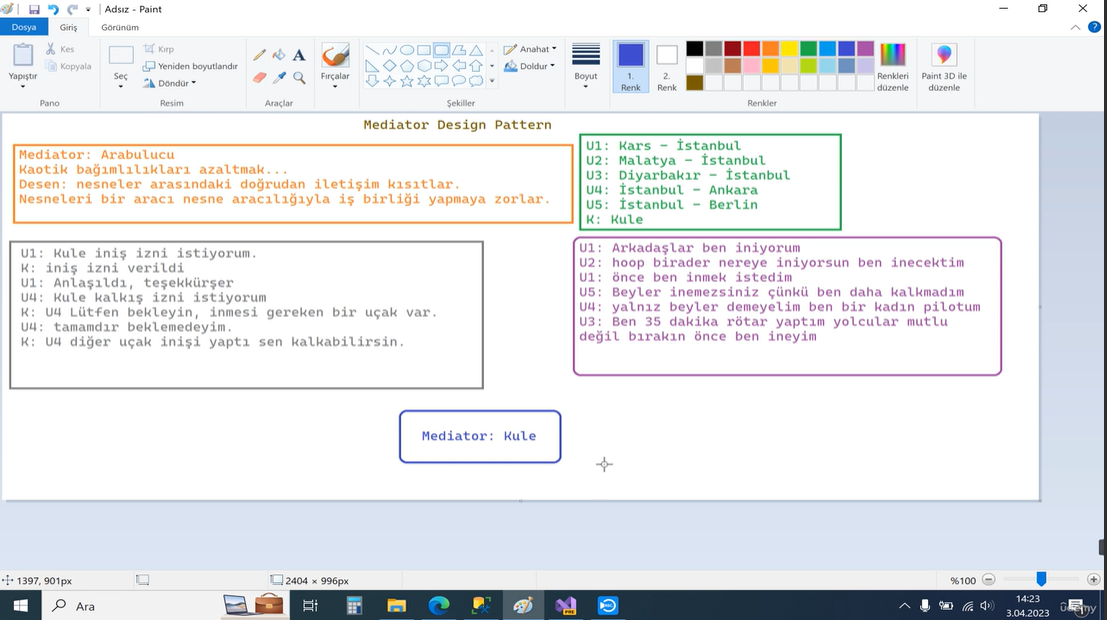 Adsız - Paint
Dosya
Giriş
Görünüm
Yapıştır
Kes
Kopyala
Pano
Seç
Kırp
Yeniden boyutlandır
Döndür
Resim
A
Araçlar
Fırçalar
Anahat
Doldur
Şekiller
Boyut
1.
Renk
2.
Renk
Renkleri
düzenle
Renkler
Paint 3D ile
düzenle
Mediator Design Pattern
Mediator: Arabulucu
Kaotik bağımlılıkları azaltmak...
Desen: nesneler arasındaki doğrudan iletişim kısıtlar.
Nesneleri bir aracı nesne aracılığıyla iş birliği yapmaya zorlar.
U1: Kars - İstanbul
U2: Malatya - İstanbul
U3: Diyarbakır - İstanbul
U4: İstanbul - Ankara
U5: İstanbul - Berlin
K: Kule
U1: Kule iniş izni istiyorum.
K: iniş izni verildi
U1: Anlaşıldı, teşekkürşer
U4: Kule kalkış izni istiyorum
K: U4 Lütfen bekleyin, inmesi gereken bir uçak var.
U4: tamamdır beklemedeyim.
K: U4 diğer uçak inişi yaptı sen kalkabilirsin.
U1: Arkadaşlar ben iniyorum
U2: hoop birader nereye iniyorsun ben inecektim
U1: önce ben inmek istedim
U5: Beyler inemezsiniz çünkü ben daha kalkmadım
U4: yalnız beyler demeyelim ben bir kadın pilotum
U3: Ben 35 dakika rötar yaptım yolcular mutlu
değil bırakın önce ben ineyim
Mediator: Kule
1397, 901px
2404 × 996px
%100
Ara
PRE
14:23
3.04.2023
ûdemy